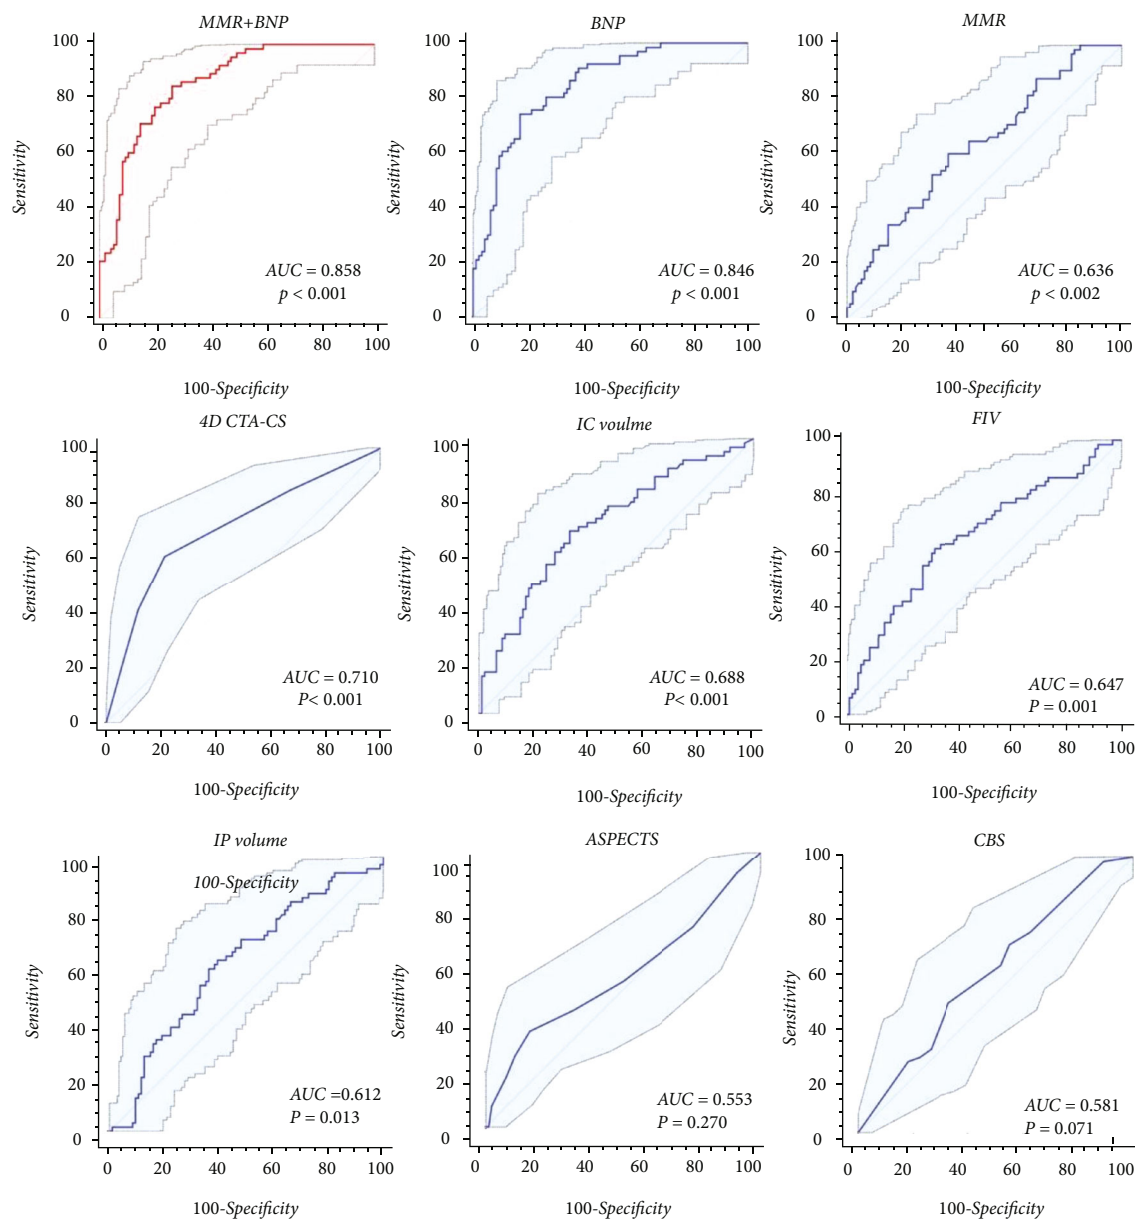 MMR+BNP
100
80
60
40
20
0
Sensitivity
AUC = 0.858
p < 0.001
0 20 40 60 80 100
100-Specificity
BNP
100
80
60
40
20
0
Sensitivity
AUC = 0.846
p < 0.001
0 20 40 60 80 100
100-Specificity
MMR
100
80
60
40
20
0
Sensitivity
AUC = 0.636
p < 0.002
0 20 40 60 80 100
100-Specificity
4D CTA-CS
100
80
60
40
20
0
Sensitivity
AUC = 0.710
P< 0.001
0 20 40 60 80 100
100-Specificity
IC voulme
100
80
60
40
20
0
Sensitivity
AUC = 0.688
P< 0.001
0 20 40 60 80 100
100-Specificity
FIV
100
80
60
40
20
0
Sensitivity
AUC = 0.647
P = 0.001
0 20 40 60 80 100
100-Specificity
IP volume
100
100-Specificity
80
60
40
20
0
Sensitivity
AUC =0.612
P = 0.013
0 20 40 60 80 100
100-Specificity
ASPECTS
100
80
60
40
20
0
Sensitivity
AUC = 0.553
P = 0.270
0 20 40 60 80 100
100-Specificity
CBS
100
80
60
40
20
0
Sensitivity
AUC = 0.581
P = 0.071
0 20 40 60 80 100
100-Specificity